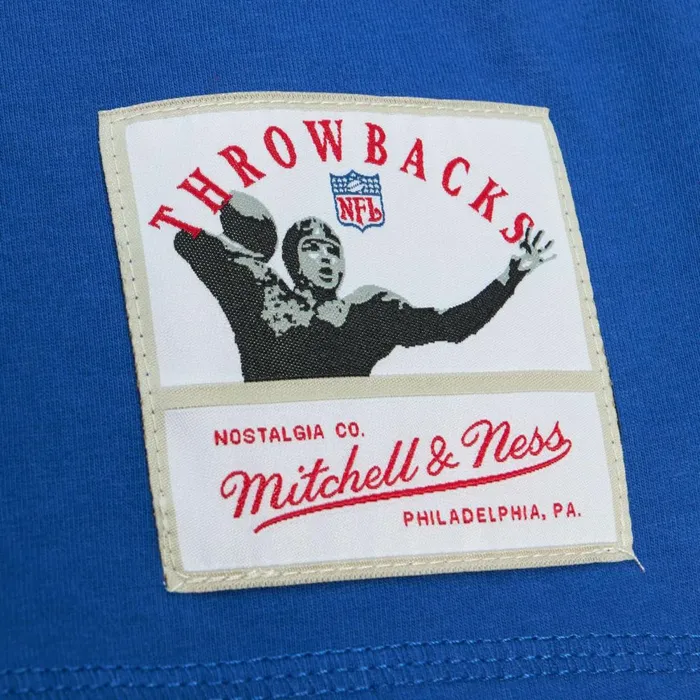 THROWBACKS
NFL
NOSTALGIA CO.
Mitchell & Ness
PHILADELPHIA, PA.